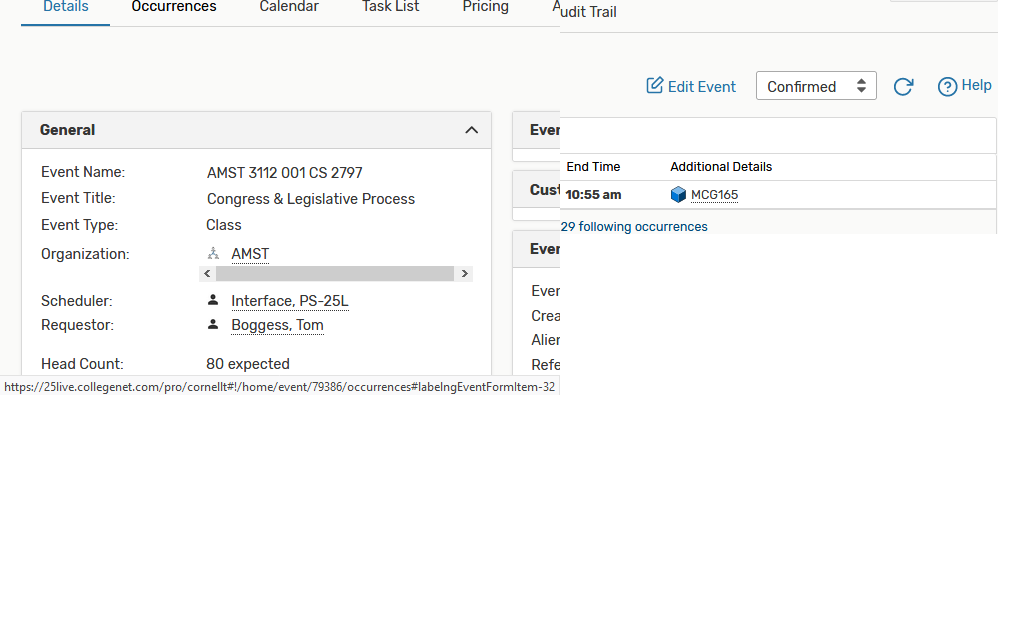 Details Occurrences Calendar Task List Pricing
udit Trail
Edit Event Confirmed Help
General
Event Name: AMST 3112 001 CS 2797
Event Title: Congress & Legislative Process
Event Type: Class
Organization: AMST
Scheduler: Interface, PS-25L
Requestor: Boggess, Tom
Head Count: 80 expected
https://25live.collegenet.com/pro/cornellt#!/home/event/79386/occurrences#labelngEventFormItem-32
Even
Cust
Even
Even
Crea
Alien
Refe
End Time Additional Details
10:55 am MCG165
29 following occurrences